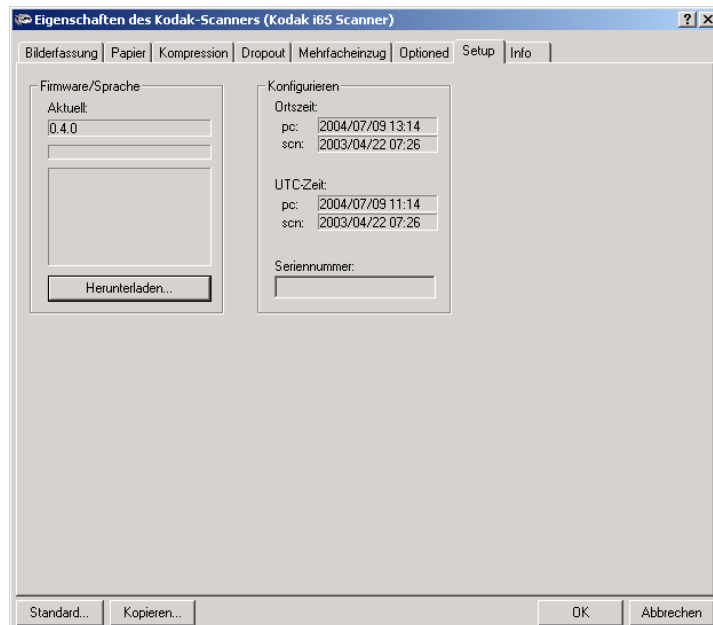 Eigenschaften des Kodak-Scanners (Kodak i65 Scanner)
Bilderfassung Papier Kompression Dropout Mehrfacheinzug Optioned Setup Info
Firmware/Sprache
Aktuell:
0.4.0
Herunterladen...
Konfigurieren
Ortszeit:
pc: 2004/07/09 13:14
scn: 2003/04/22 07:26
UTC-Zeit:
pc: 2004/07/09 11:14
scn: 2003/04/22 07:26
Seriennummer:
Standard... Kopieren... OK Abbrechen